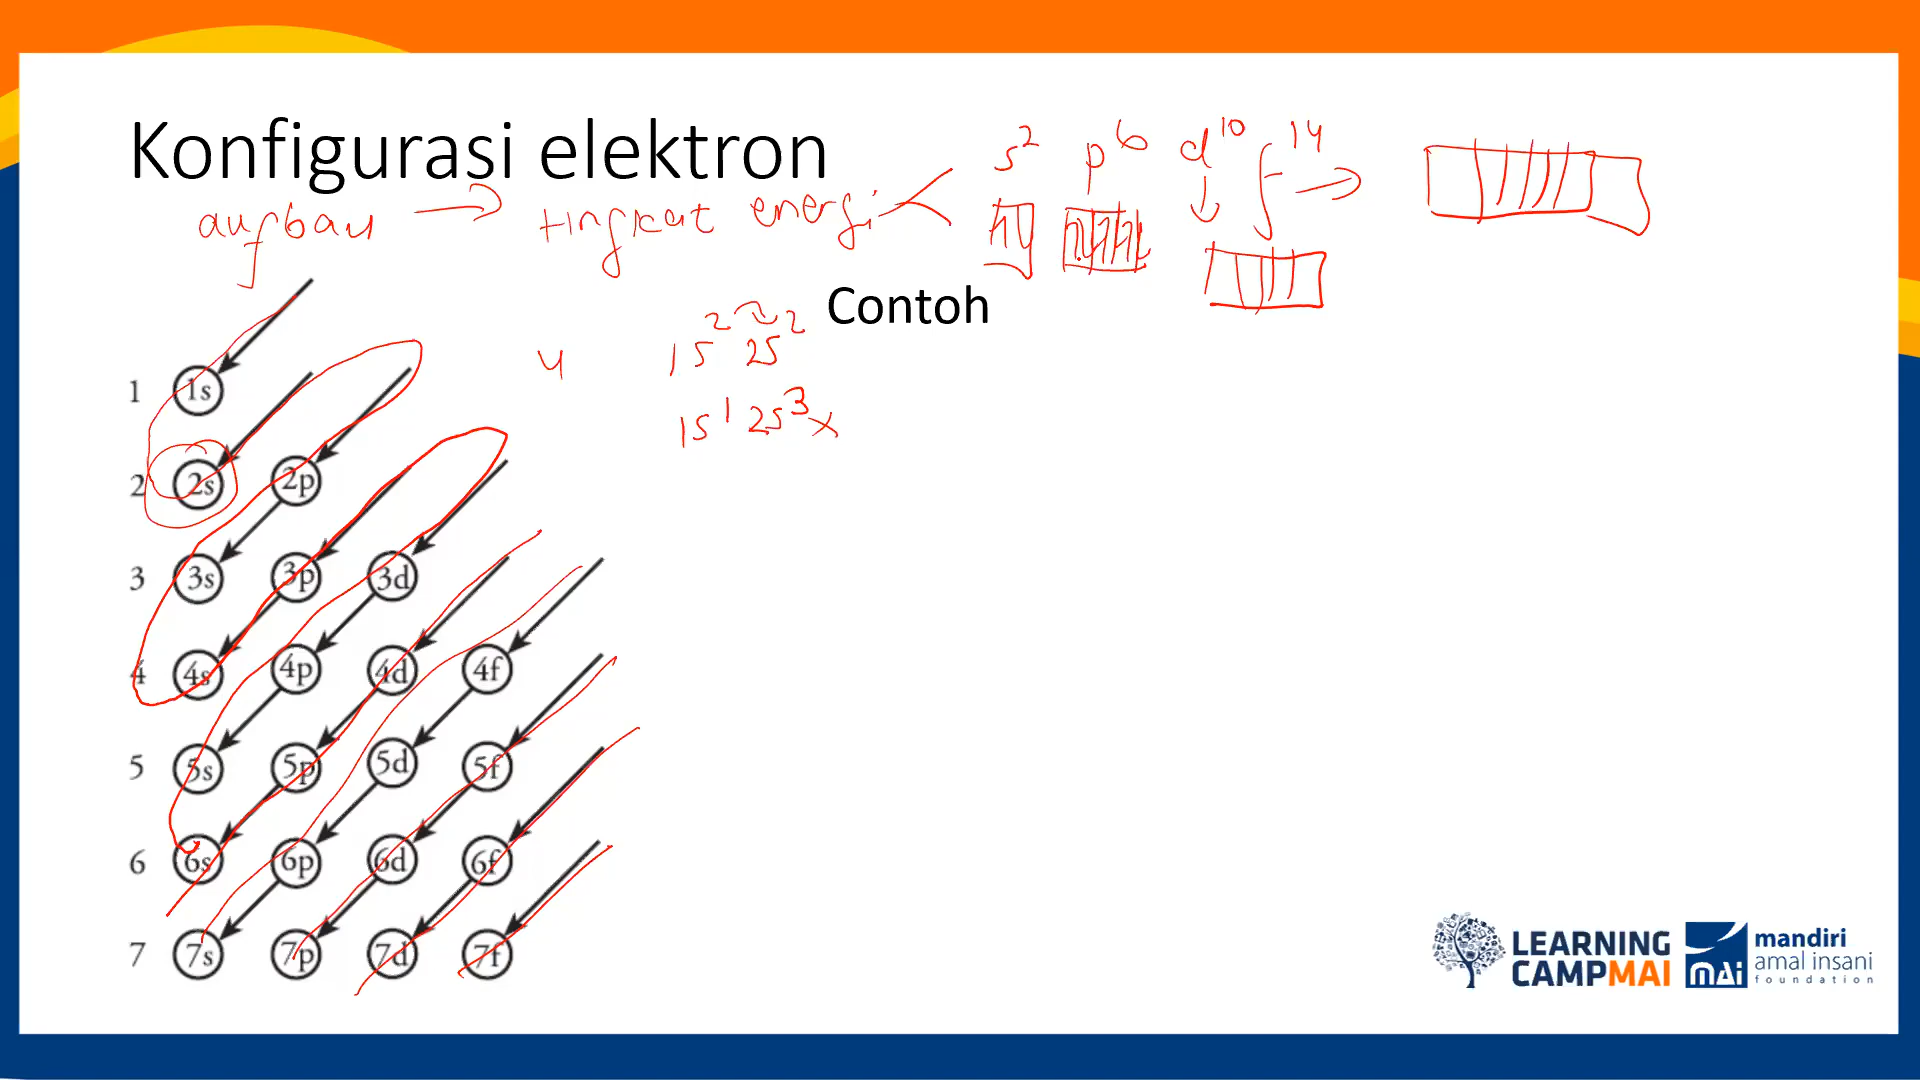 Konfigurasi elektron
s² p⁶ d¹⁰ f¹⁴ →
aufbau → tingkat energi
Contoh
4 1s² 2s²
1s¹ 2s³ x
1 1s
2 2s 2p
3 3s 3p 3d
4 4s 4p 4d 4f
5 5s 5p 5d 5f
6 6s 6p 6d 6f
7 7s 7p 7d 7f
LEARNING
CAMPMAI
MAI
mandiri
amal insani
foundation